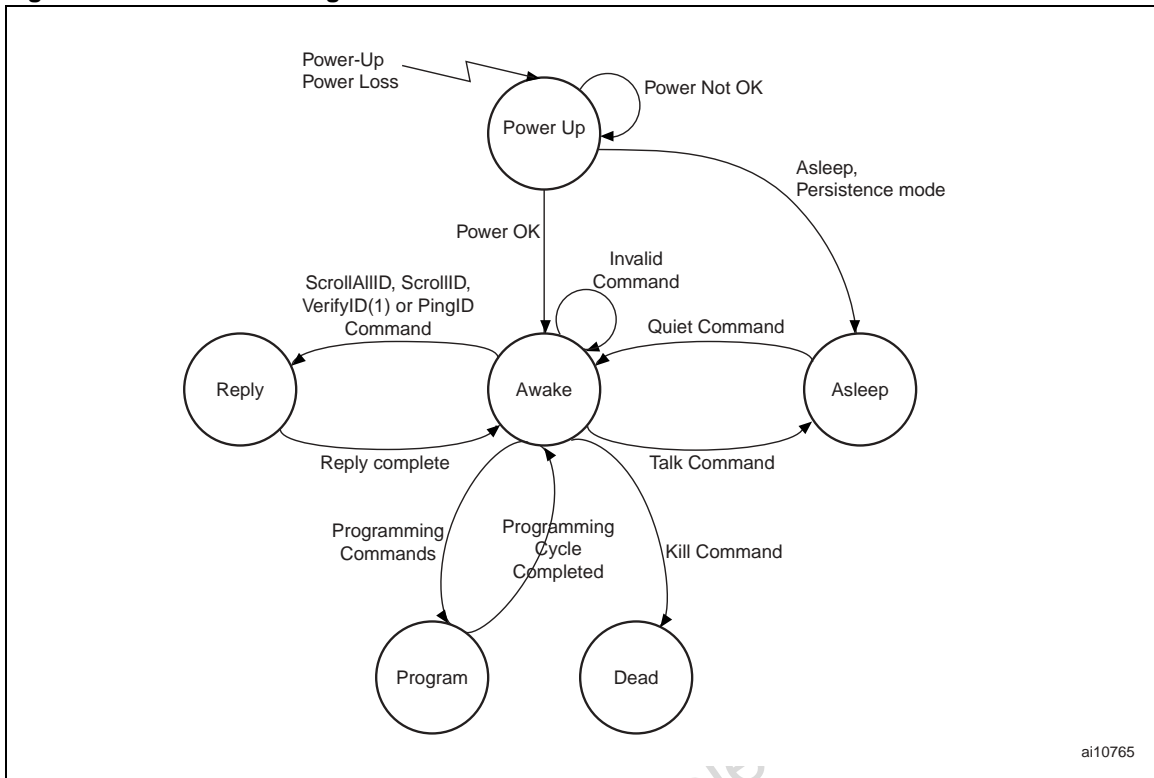 Power-Up
Power Loss
Power Not OK
Power Up
Asleep,
Persistence mode
Power OK
Invalid
Command
ScrollAllID, ScrollID,
VerifyID(1) or PingID
Command
Quiet Command
Reply
Awake
Asleep
Reply complete
Talk Command
Programming
Commands
Programming
Cycle
Completed
Kill Command
Program
Dead
ai10765